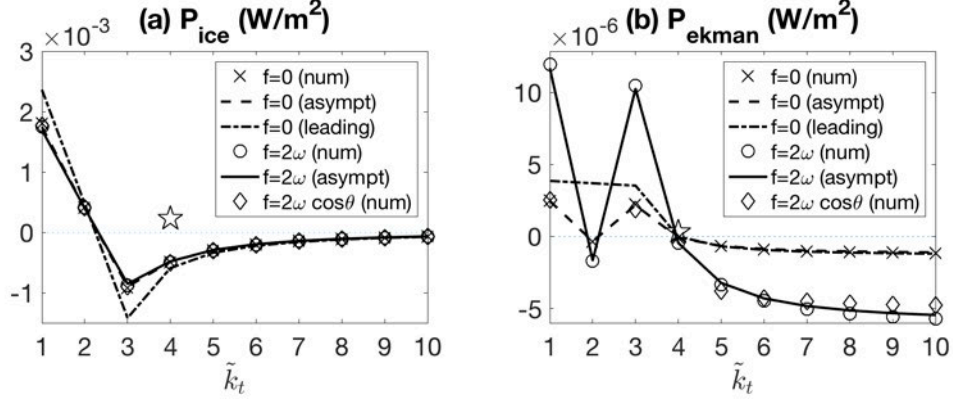 (a) P_ice (W/m²)
×10⁻³
3
2
1
0
-1
× f=0 (num)
f=0 (asympt)
f=0 (leading)
f=2ω (num)
f=2ω (asympt)
f=2ω cosθ (num)
1 2 3 4 5 6 7 8 9 10
k̃_t
(b) P_ekman (W/m²)
×10⁻⁶
10
5
0
-5
f=0 (num)
f=0 (asympt)
f=0 (leading)
f=2ω (num)
f=2ω (asympt)
f=2ω cosθ (num)
1 2 3 4 5 6 7 8 9 10
k̃_t